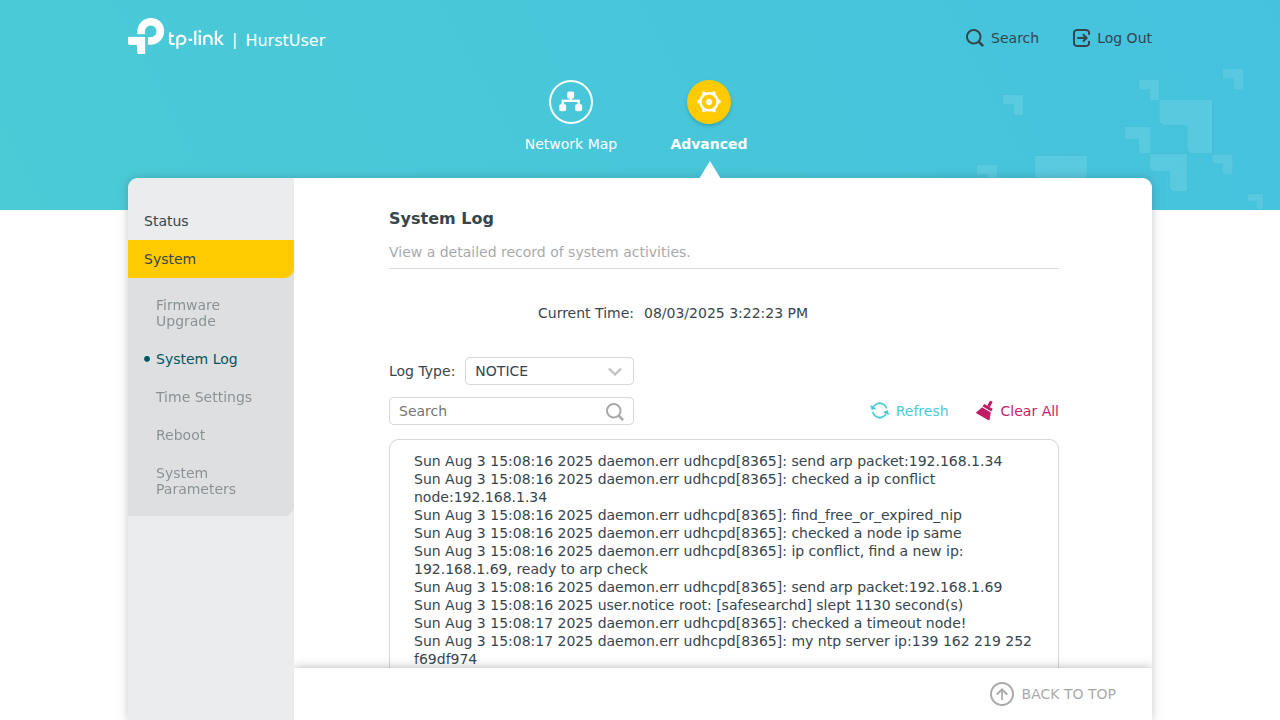 tp-link | HurstUser
Search
Log Out
Network Map
Advanced
Status
System
Firmware
Upgrade
System Log
Time Settings
Reboot
System
Parameters
System Log
View a detailed record of system activities.
Current Time: 08/03/2025 3:22:23 PM
Log Type: NOTICE
Search
Refresh
Clear All
Sun Aug 3 15:08:16 2025 daemon.err udhcpd[8365]: send arp packet:192.168.1.34
Sun Aug 3 15:08:16 2025 daemon.err udhcpd[8365]: checked a ip conflict
node:192.168.1.34
Sun Aug 3 15:08:16 2025 daemon.err udhcpd[8365]: find_free_or_expired_nip
Sun Aug 3 15:08:16 2025 daemon.err udhcpd[8365]: checked a node ip same
Sun Aug 3 15:08:16 2025 daemon.err udhcpd[8365]: ip conflict, find a new ip:
192.168.1.69, ready to arp check
Sun Aug 3 15:08:16 2025 daemon.err udhcpd[8365]: send arp packet:192.168.1.69
Sun Aug 3 15:08:16 2025 user.notice root: [safesearchd] slept 1130 second(s)
Sun Aug 3 15:08:17 2025 daemon.err udhcpd[8365]: checked a timeout node!
Sun Aug 3 15:08:17 2025 daemon.err udhcpd[8365]: my ntp server ip:139 162 219 252
f69df974
BACK TO TOP